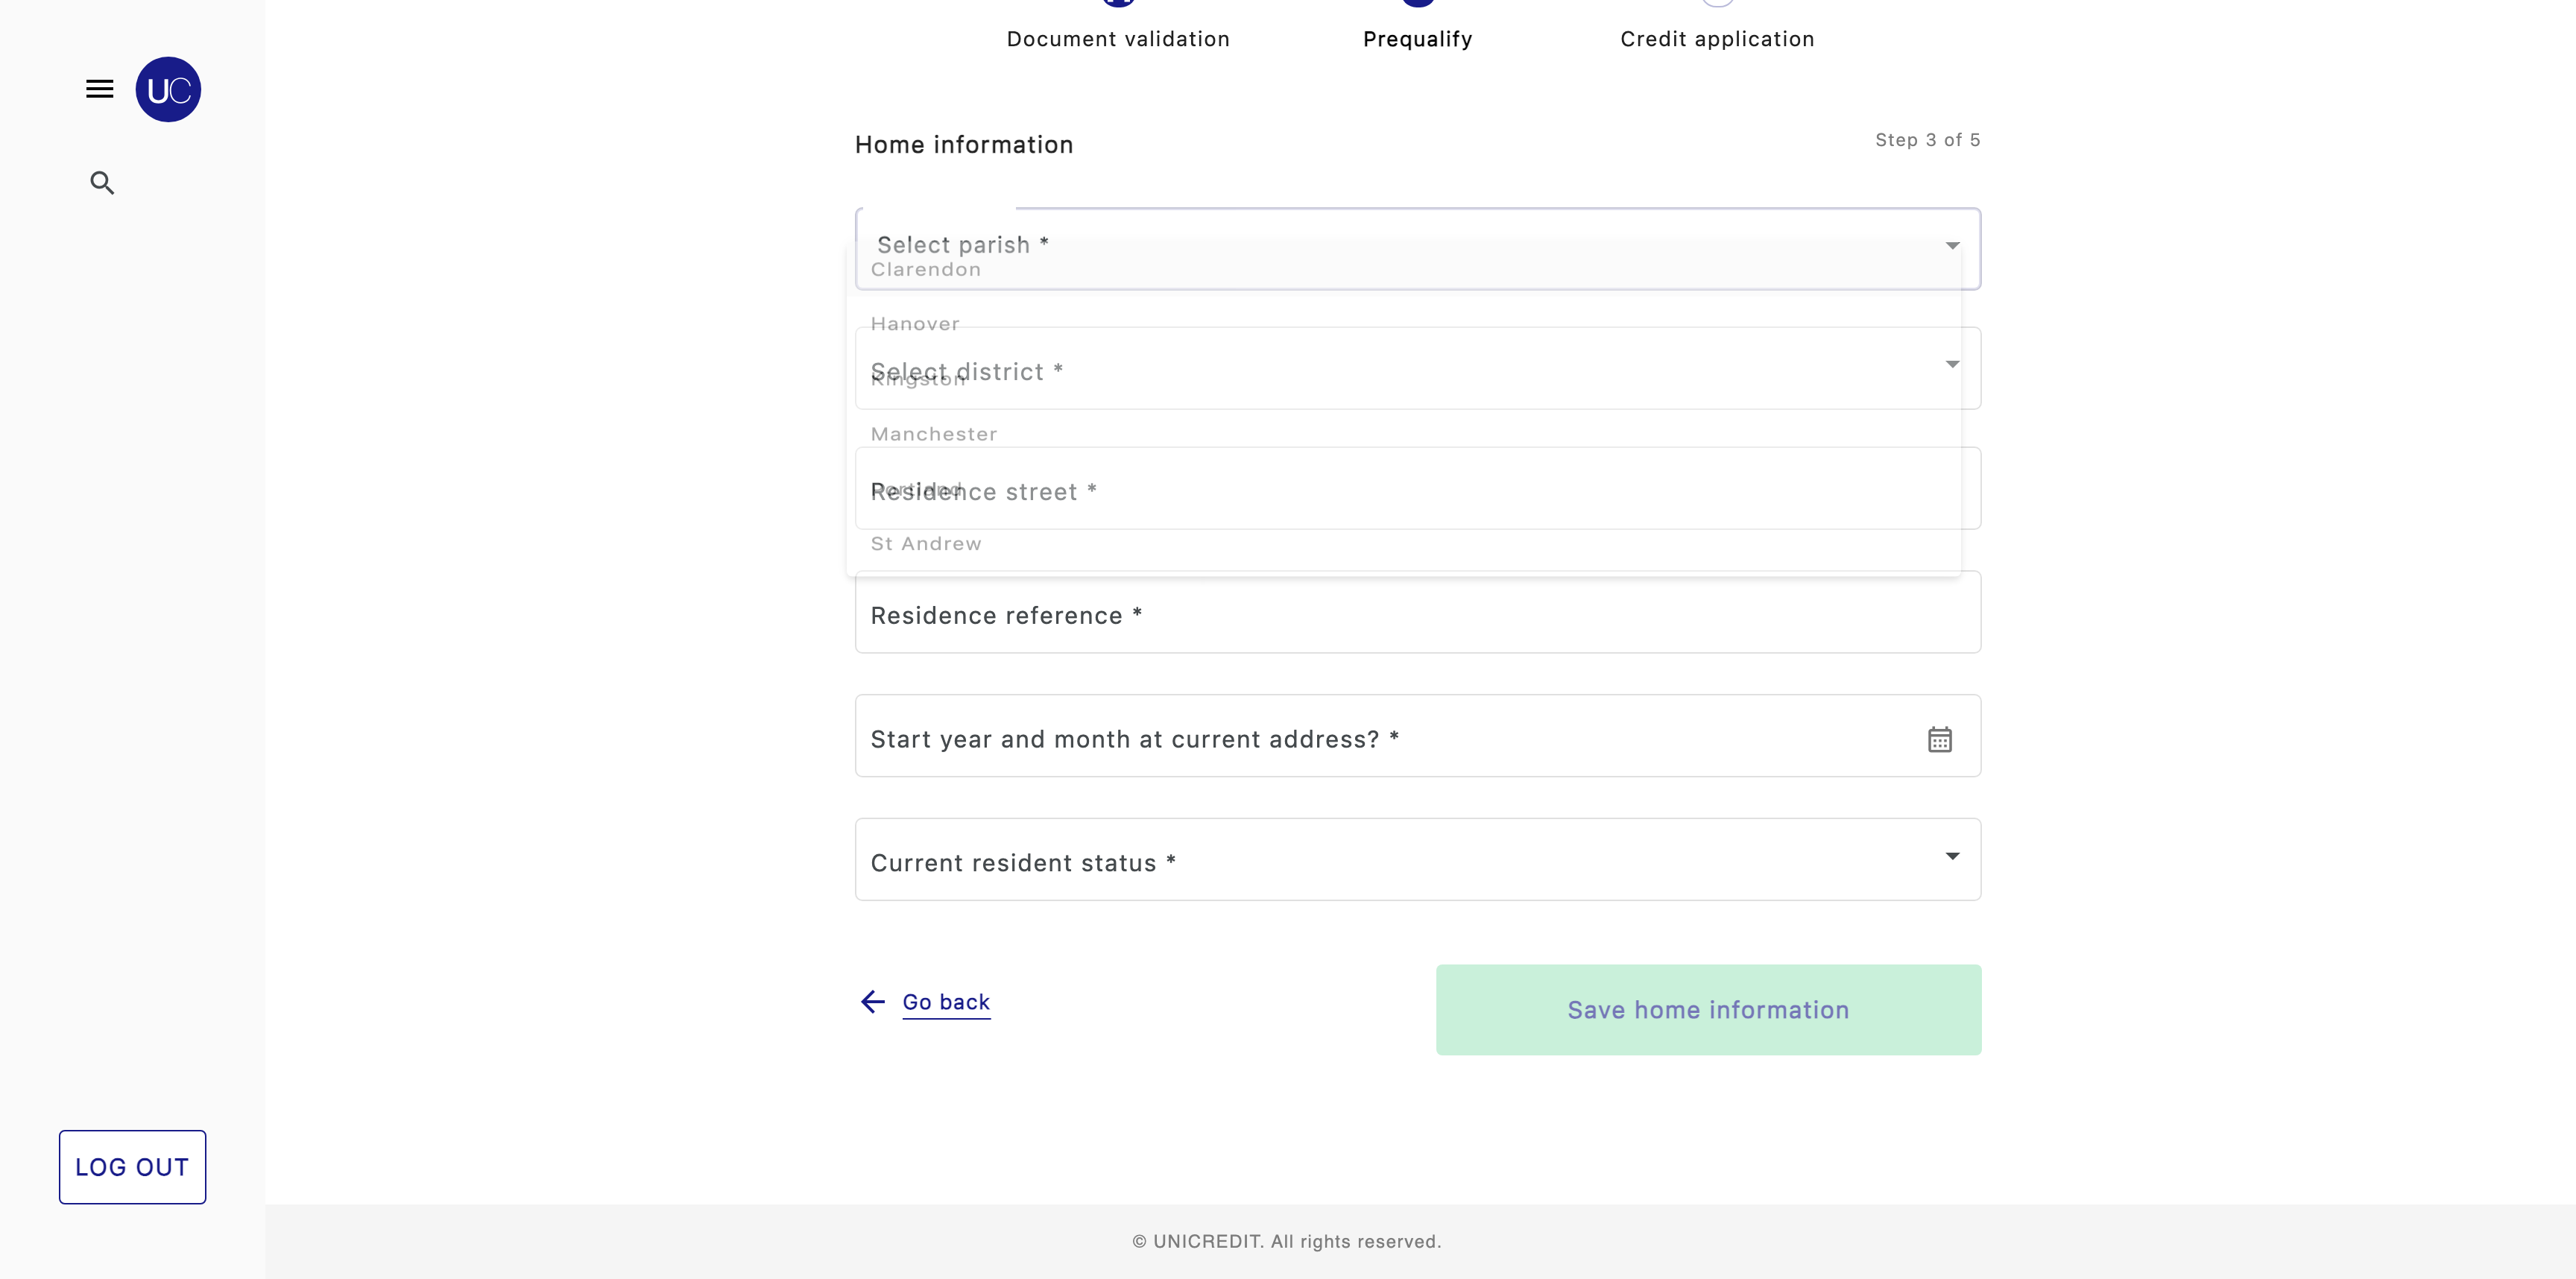 Document validation
Prequalify
Credit application
UC
Home information
Step 3 of 5
Select parish *
Clarendon
Hanover
Select district *
Kingston
Manchester
Residence street *
Portland
St Andrew
Residence reference *
Start year and month at current address? *
Current resident status *
Go back
Save home information
LOG OUT
© UNICREDIT. All rights reserved.